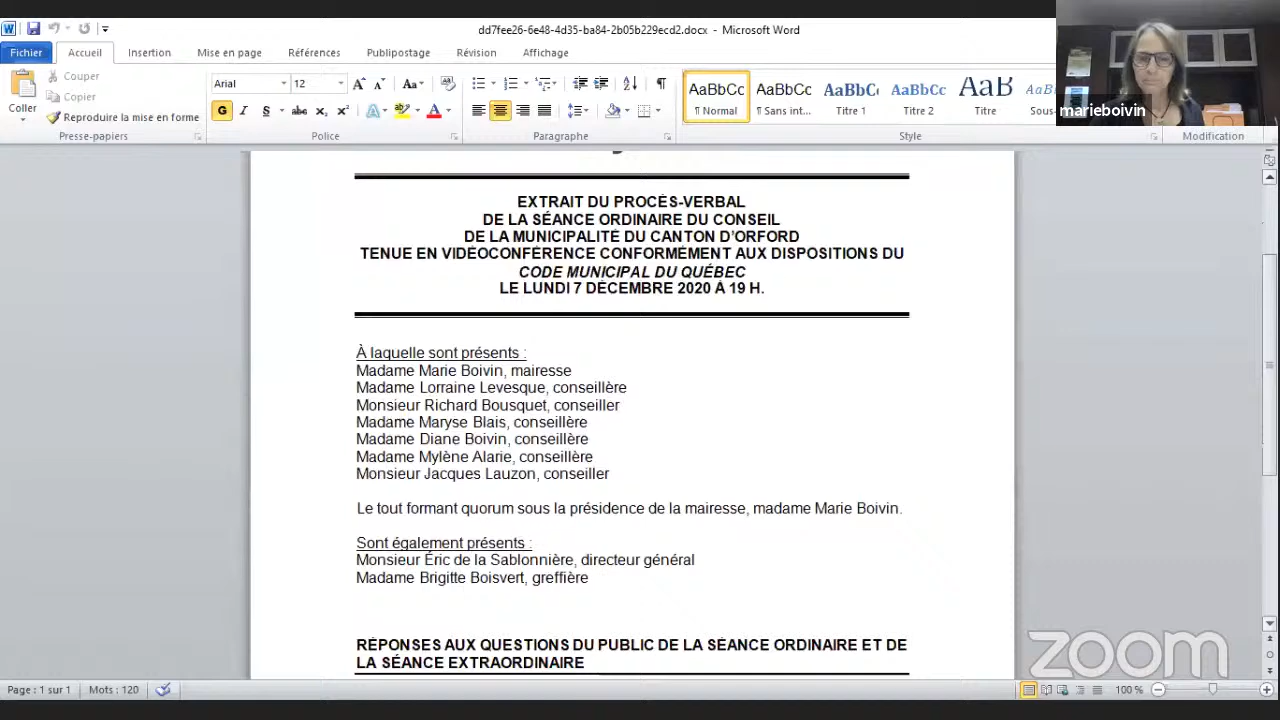 dd7fee26-6e48-4d35-ba84-2b05b229ecd2.docx - Microsoft Word
Fichier Accueil Insertion Mise en page Références Publipostage Révision Affichage
Coller
Couper
Copier
Reproduire la mise en forme
Presse-papiers
Arial 12
Police
Paragraphe
AaBbCc AaBbCc AaBbCc AaBbCc AaB AaBb
¶ Normal ¶ Sans int... Titre 1 Titre 2 Titre Sous-
Style
Modification
marieboivin
EXTRAIT DU PROCÈS-VERBAL
DE LA SÉANCE ORDINAIRE DU CONSEIL
DE LA MUNICIPALITÉ DU CANTON D'ORFORD
TENUE EN VIDÉOCONFÉRENCE CONFORMÉMENT AUX DISPOSITIONS DU
CODE MUNICIPAL DU QUÉBEC
LE LUNDI 7 DÉCEMBRE 2020 À 19 H.
À laquelle sont présents :
Madame Marie Boivin, mairesse
Madame Lorraine Levesque, conseillère
Monsieur Richard Bousquet, conseiller
Madame Maryse Blais, conseillère
Madame Diane Boivin, conseillère
Madame Mylène Alarie, conseillère
Monsieur Jacques Lauzon, conseiller
Le tout formant quorum sous la présidence de la mairesse, madame Marie Boivin.
Sont également présents :
Monsieur Éric de la Sablonnière, directeur général
Madame Brigitte Boisvert, greffière
RÉPONSES AUX QUESTIONS DU PUBLIC DE LA SÉANCE ORDINAIRE ET DE
LA SÉANCE EXTRAORDINAIRE
zoom
Page : 1 sur 1 Mots : 120 100 %